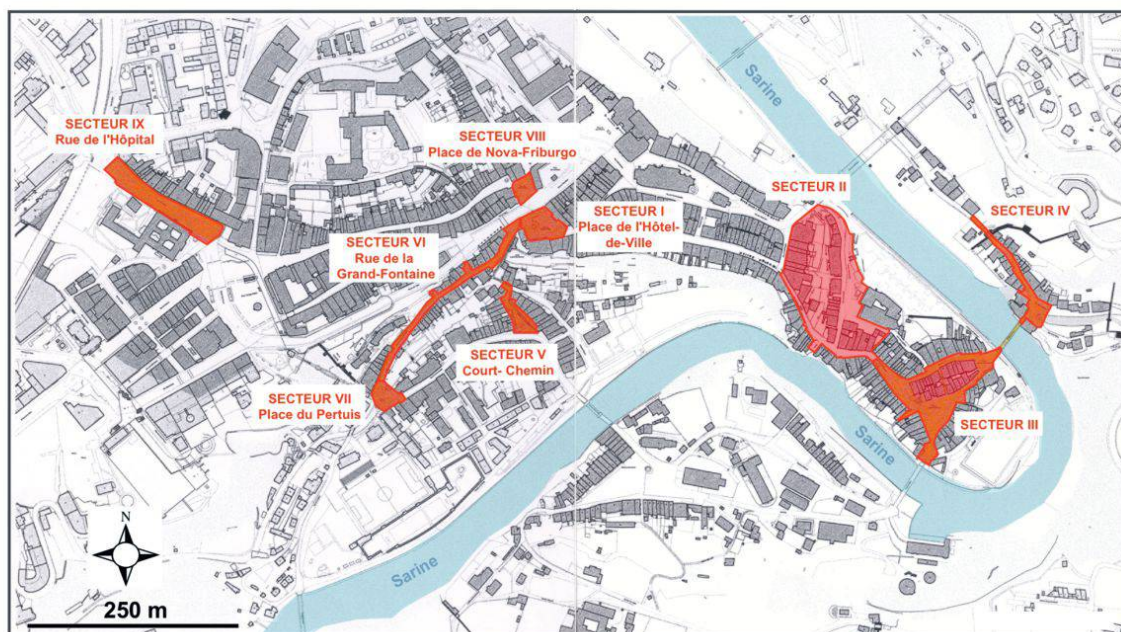 Sarine
SECTEUR IX
Rue de l'Hôpital
SECTEUR VIII
Place de Nova-Friburgo
SECTEUR II
SECTEUR I
Place de l'Hôtel-
de-Ville
SECTEUR IV
SECTEUR VI
Rue de la
Grand-Fontaine
SECTEUR V
Court- Chemin
SECTEUR VII
Place du Pertuis
SECTEUR III
Sarine
Sarine
N
250 m